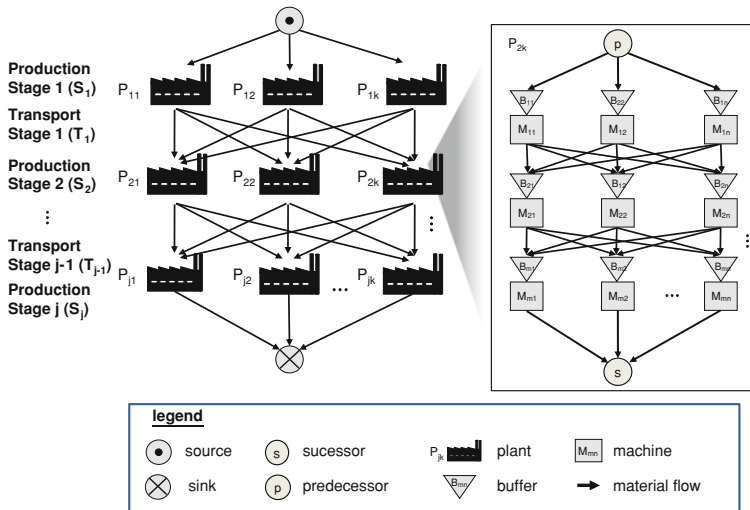 Production
Stage 1 (S1)
P11
P12
P1k
Transport
Stage 1 (T1)
Production
Stage 2 (S2)
P21
P22
P2k
⋮
⋮
Transport
Stage j-1 (Tj-1)
Production
Stage j (Sj)
Pj1
Pj2
...
Pjk
P2k
p
B11
B22
B1n
M11
M12
M1n
B21
B12
B2n
M21
M22
M2n
⋮
Bm1
Bm2
Bmn
Mm1
Mm2
...
Mmn
s
legend
source
s sucessor
Pjk plant
Mmn machine
sink
p predecessor
Bmn buffer
material flow